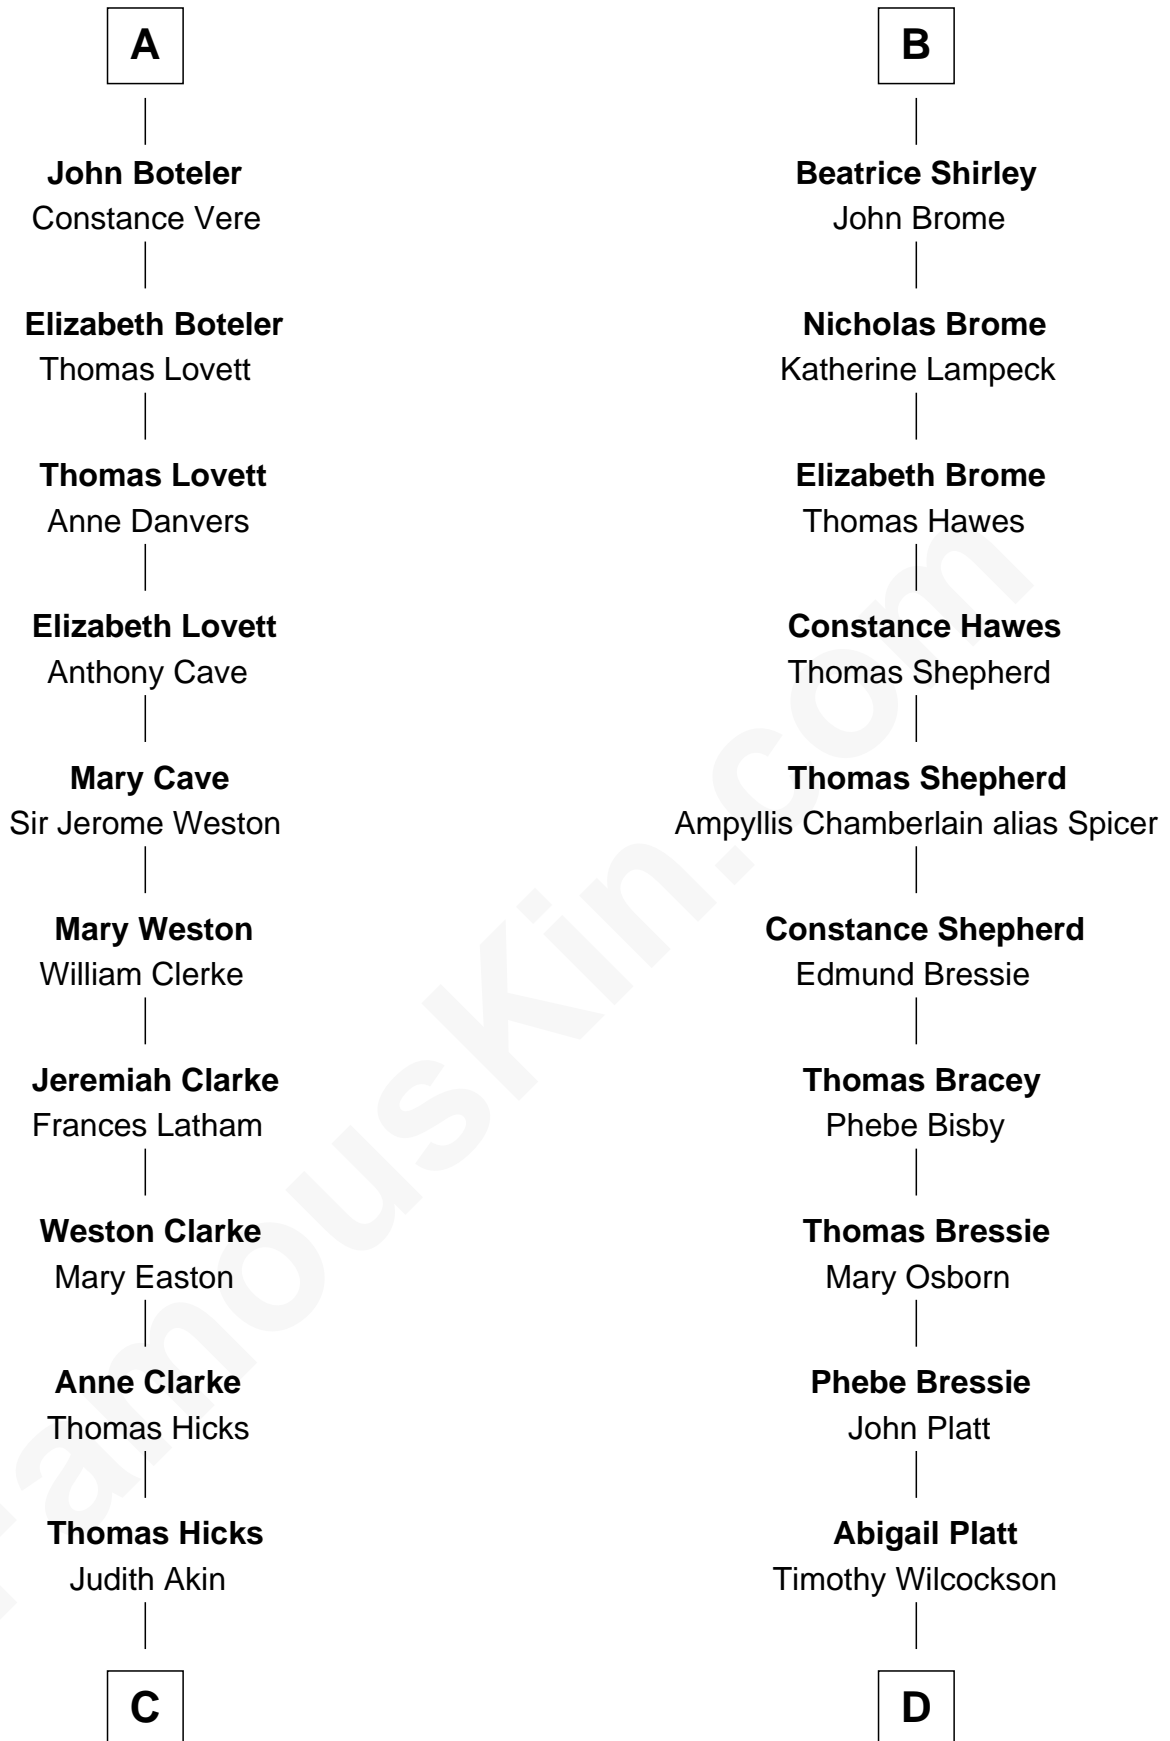 A
John Boteler
Constance Vere
Elizabeth Boteler
Thomas Lovett
Thomas Lovett
Anne Danvers
Elizabeth Lovett
Anthony Cave
Mary Cave
Sir Jerome Weston
Mary Weston
William Clerke
Jeremiah Clarke
Frances Latham
Weston Clarke
Mary Easton
Anne Clarke
Thomas Hicks
Thomas Hicks
Judith Akin
C
B
Beatrice Shirley
John Brome
Nicholas Brome
Katherine Lampeck
Elizabeth Brome
Thomas Hawes
Constance Hawes
Thomas Shepherd
Thomas Shepherd
Ampyllis Chamberlain alias Spicer
Constance Shepherd
Edmund Bressie
Thomas Bracey
Phebe Bisby
Thomas Bressie
Mary Osborn
Phebe Bressie
John Platt
Abigail Platt
Timothy Wilcockson
D
FamousKin.com